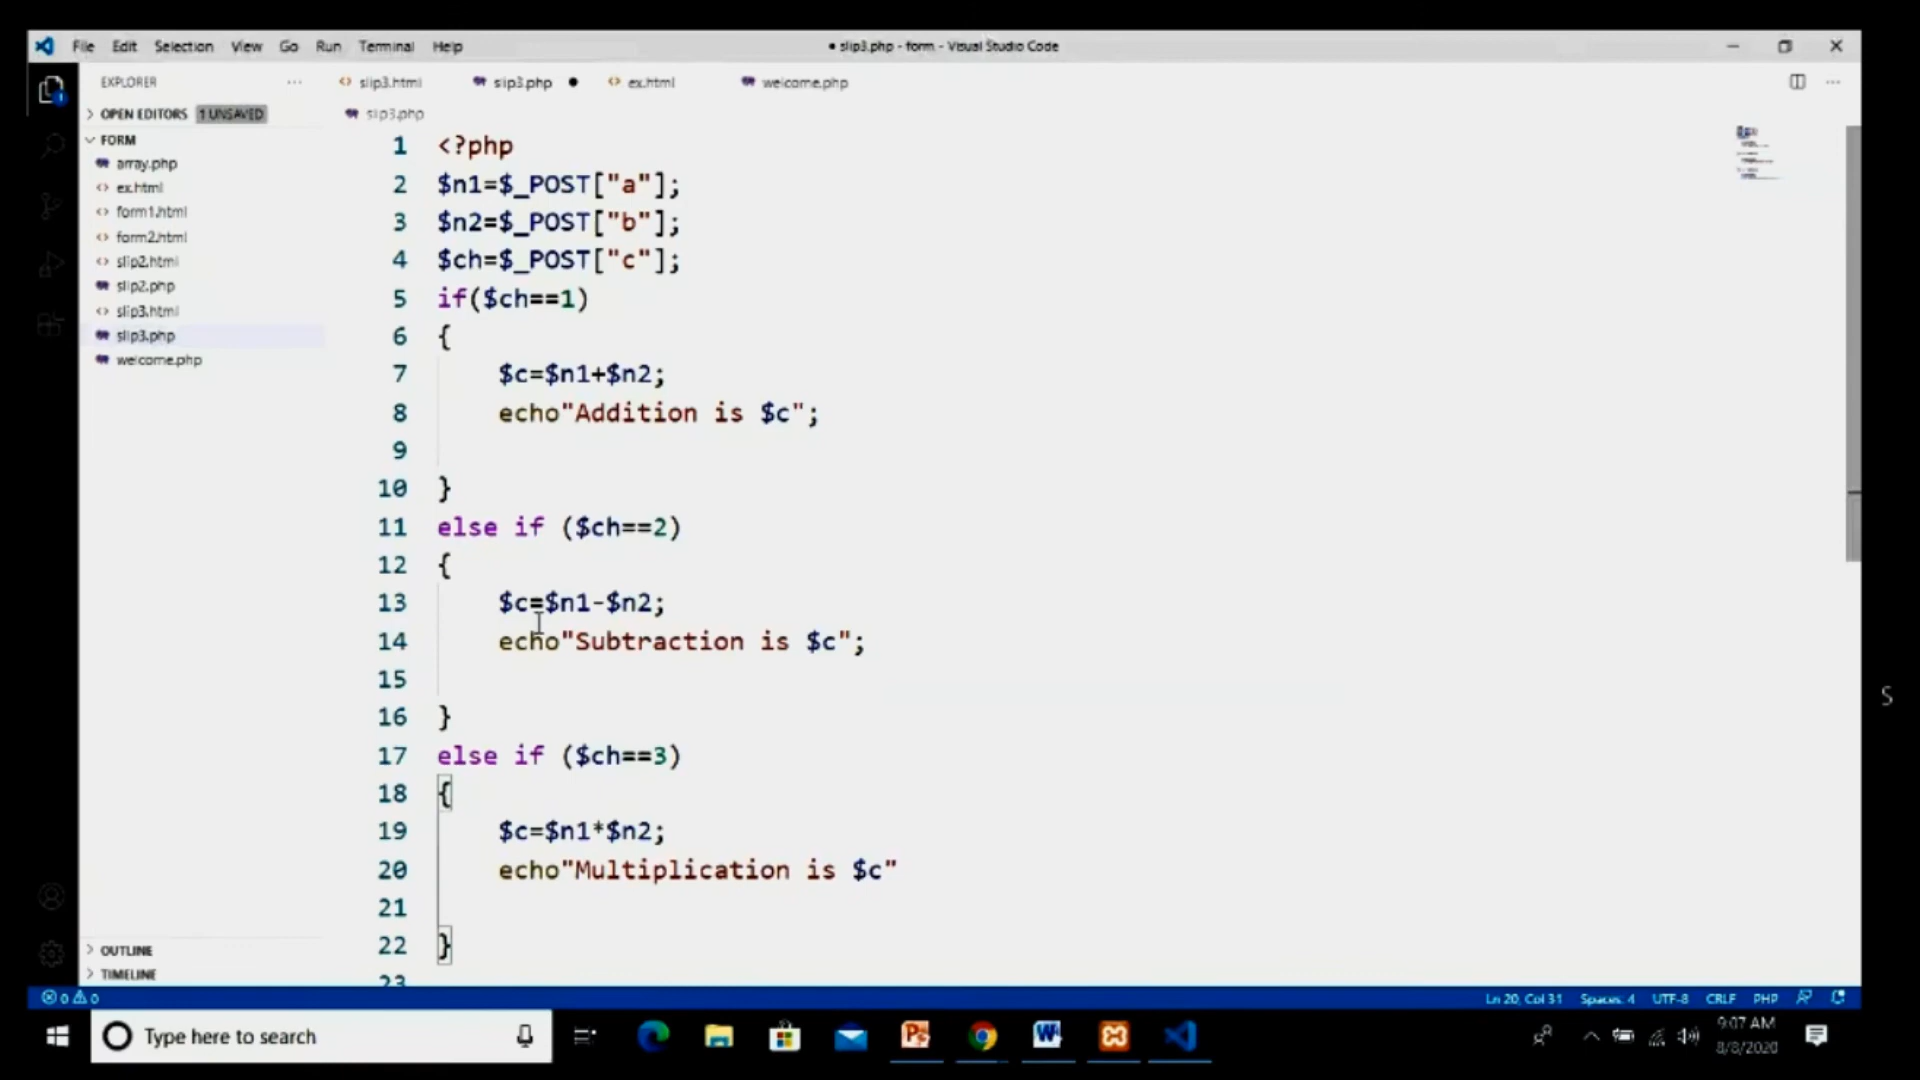 File Edit Selection View Go Run Terminal Help
● slip3.php - form - Visual Studio Code
EXPLORER
slip3.html
slip3.php
ex.html
welcome.php
OPEN EDITORS 1 UNSAVED
slip3.php
FORM
array.php
ex.html
form1.html
form2.html
slip2.html
slip2.php
slip3.html
slip3.php
welcome.php
OUTLINE
TIMELINE
1 <?php
2 $n1=$_POST["a"];
3 $n2=$_POST["b"];
4 $ch=$_POST["c"];
5 if($ch==1)
6 {
7 $c=$n1+$n2;
8 echo"Addition is $c";
9
10 }
11 else if ($ch==2)
12 {
13 $c=$n1-$n2;
14 echo"Subtraction is $c";
15
16 }
17 else if ($ch==3)
18 {
19 $c=$n1*$n2;
20 echo"Multiplication is $c"
21
22 }
23
S
0 0
Ln 20, Col 31 Spaces: 4 UTF-8 CRLF PHP
Type here to search
9:07 AM
8/8/2020